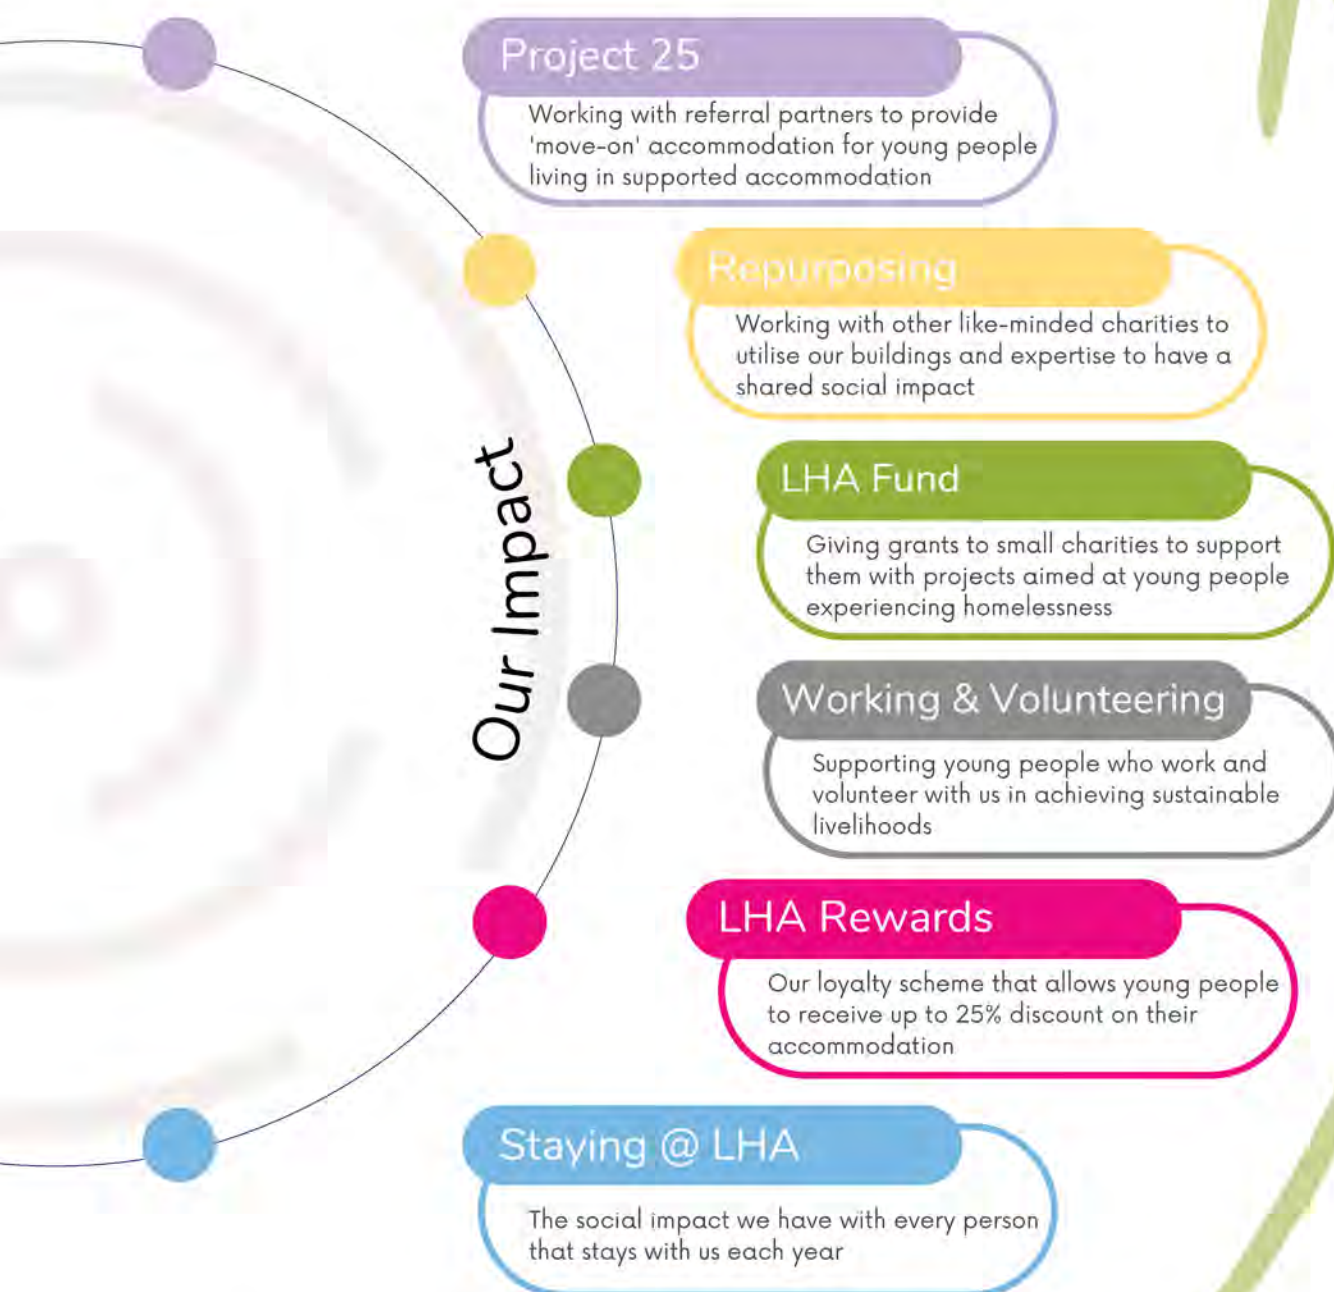 Project 25
Working with referral partners to provide
'move-on' accommodation for young people
living in supported accommodation
Repurposing
Working with other like-minded charities to
utilise our buildings and expertise to have a
shared social impact
Our Impact
LHA Fund
Giving grants to small charities to support
them with projects aimed at young people
experiencing homelessness
Working & Volunteering
Supporting young people who work and
volunteer with us in achieving sustainable
livelihoods
LHA Rewards
Our loyalty scheme that allows young people
to receive up to 25% discount on their
accommodation
Staying @ LHA
The social impact we have with every person
that stays with us each year